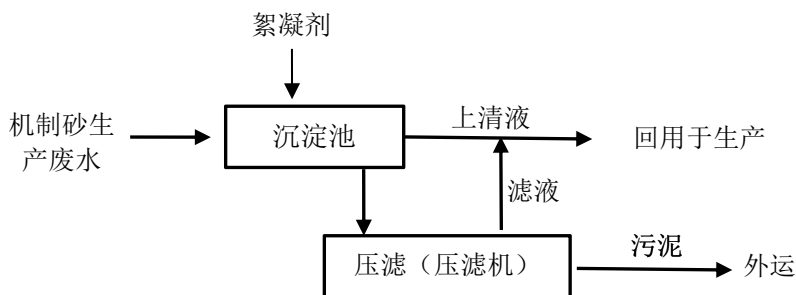 絮凝剂
机制砂生
产废水
沉淀池
上清液
回用于生产
滤液
压滤（压滤机）
污泥
外运